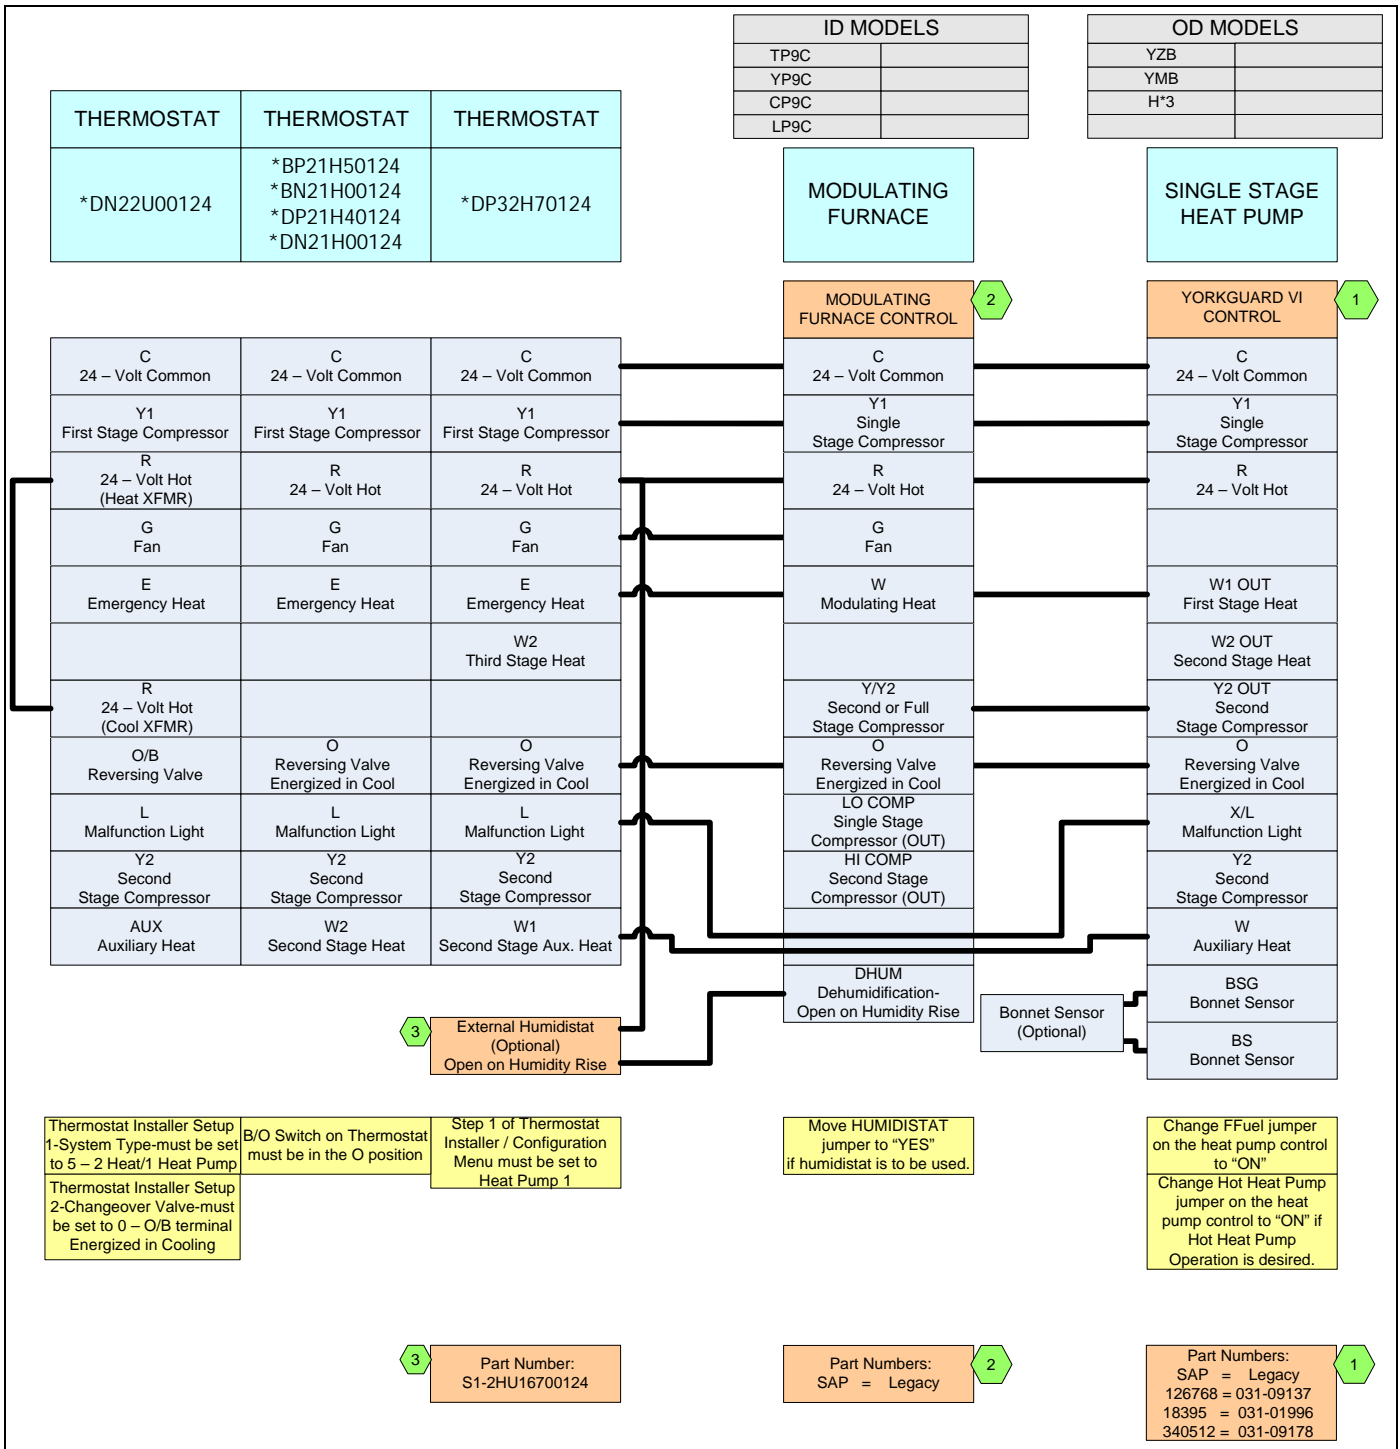 ID MODELS
TP9C
YP9C
CP9C
LP9C
OD MODELS
YZB
YMB
H*3
THERMOSTAT
THERMOSTAT
THERMOSTAT
*DN22U00124
*BP21H50124
*BN21H00124
*DP21H40124
*DN21H00124
*DP32H70124
MODULATING
FURNACE
SINGLE STAGE
HEAT PUMP
MODULATING
FURNACE CONTROL
2
YORKGUARD VI
CONTROL
1
C
24 – Volt Common
C
24 – Volt Common
C
24 – Volt Common
C
24 – Volt Common
C
24 – Volt Common
Y1
First Stage Compressor
Y1
First Stage Compressor
Y1
First Stage Compressor
Y1
Single
Stage Compressor
Y1
Single
Stage Compressor
R
24 – Volt Hot
(Heat XFMR)
R
24 – Volt Hot
R
24 – Volt Hot
R
24 – Volt Hot
R
24 – Volt Hot
G
Fan
G
Fan
G
Fan
G
Fan
E
Emergency Heat
E
Emergency Heat
E
Emergency Heat
W
Modulating Heat
W1 OUT
First Stage Heat
W2
Third Stage Heat
W2 OUT
Second Stage Heat
R
24 – Volt Hot
(Cool XFMR)
Y/Y2
Second or Full
Stage Compressor
Y2 OUT
Second
Stage Compressor
O/B
Reversing Valve
O
Reversing Valve
Energized in Cool
O
Reversing Valve
Energized in Cool
O
Reversing Valve
Energized in Cool
O
Reversing Valve
Energized in Cool
L
Malfunction Light
L
Malfunction Light
L
Malfunction Light
LO COMP
Single Stage
Compressor (OUT)
X/L
Malfunction Light
Y2
Second
Stage Compressor
Y2
Second
Stage Compressor
Y2
Second
Stage Compressor
HI COMP
Second Stage
Compressor (OUT)
Y2
Second
Stage Compressor
AUX
Auxiliary Heat
W2
Second Stage Heat
W1
Second Stage Aux. Heat
W
Auxiliary Heat
DHUM
Dehumidification-
Open on Humidity Rise
Bonnet Sensor
(Optional)
BSG
Bonnet Sensor
BS
Bonnet Sensor
3
External Humidistat
(Optional)
Open on Humidity Rise
Thermostat Installer Setup
1-System Type-must be set
to 5 – 2 Heat/1 Heat Pump
B/O Switch on Thermostat
must be in the O position
Step 1 of Thermostat
Installer / Configuration
Menu must be set to
Heat Pump 1
Move HUMIDISTAT
jumper to “YES”
if humidistat is to be used.
Change FFuel jumper
on the heat pump control
to “ON”
Thermostat Installer Setup
2-Changeover Valve-must
be set to 0 – O/B terminal
Energized in Cooling
Change Hot Heat Pump
jumper on the heat
pump control to “ON” if
Hot Heat Pump
Operation is desired.
3
Part Number:
S1-2HU16700124
Part Numbers:
SAP = Legacy
2
Part Numbers:
SAP = Legacy
126768 = 031-09137
18395 = 031-01996
340512 = 031-09178
1